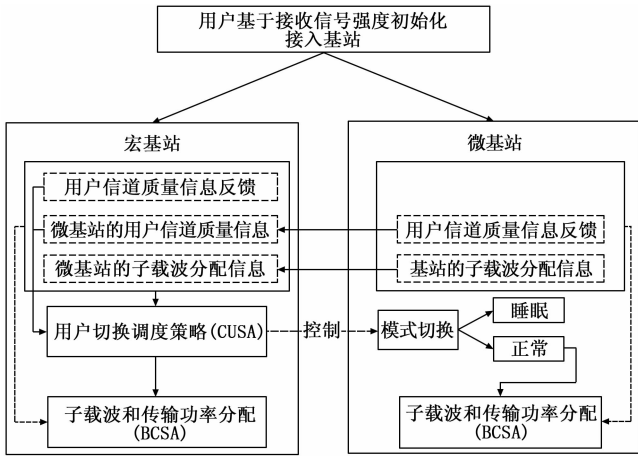 用户基于接收信号强度初始化
接入基站
宏基站
用户信道质量信息反馈
微基站的用户信道质量信息
微基站的子载波分配信息
用户切换调度策略(CUSA)
子载波和传输功率分配
(BCSA)
控制
微基站
用户信道质量信息反馈
基站的子载波分配信息
模式切换
睡眠
正常
子载波和传输功率分配
(BCSA)